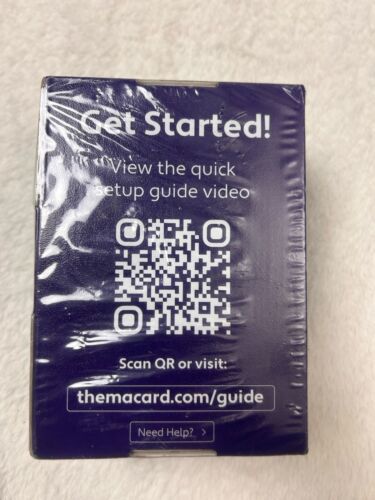 Get Started!
View the quick
setup guide video
Scan QR or visit:
themacard.com/guide
Need Help? >